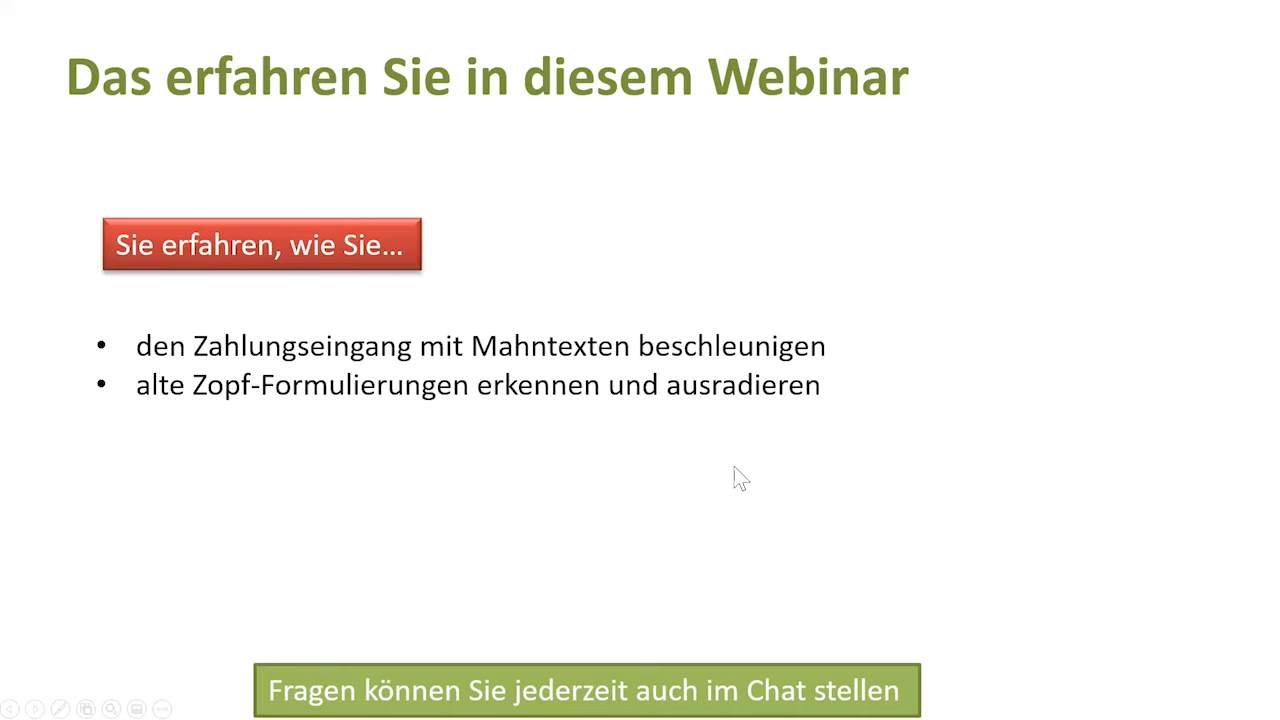 Das erfahren Sie in diesem Webinar
Sie erfahren, wie Sie...
• den Zahlungseingang mit Mahntexten beschleunigen
• alte Zopf-Formulierungen erkennen und ausradieren
Fragen können Sie jederzeit auch im Chat stellen